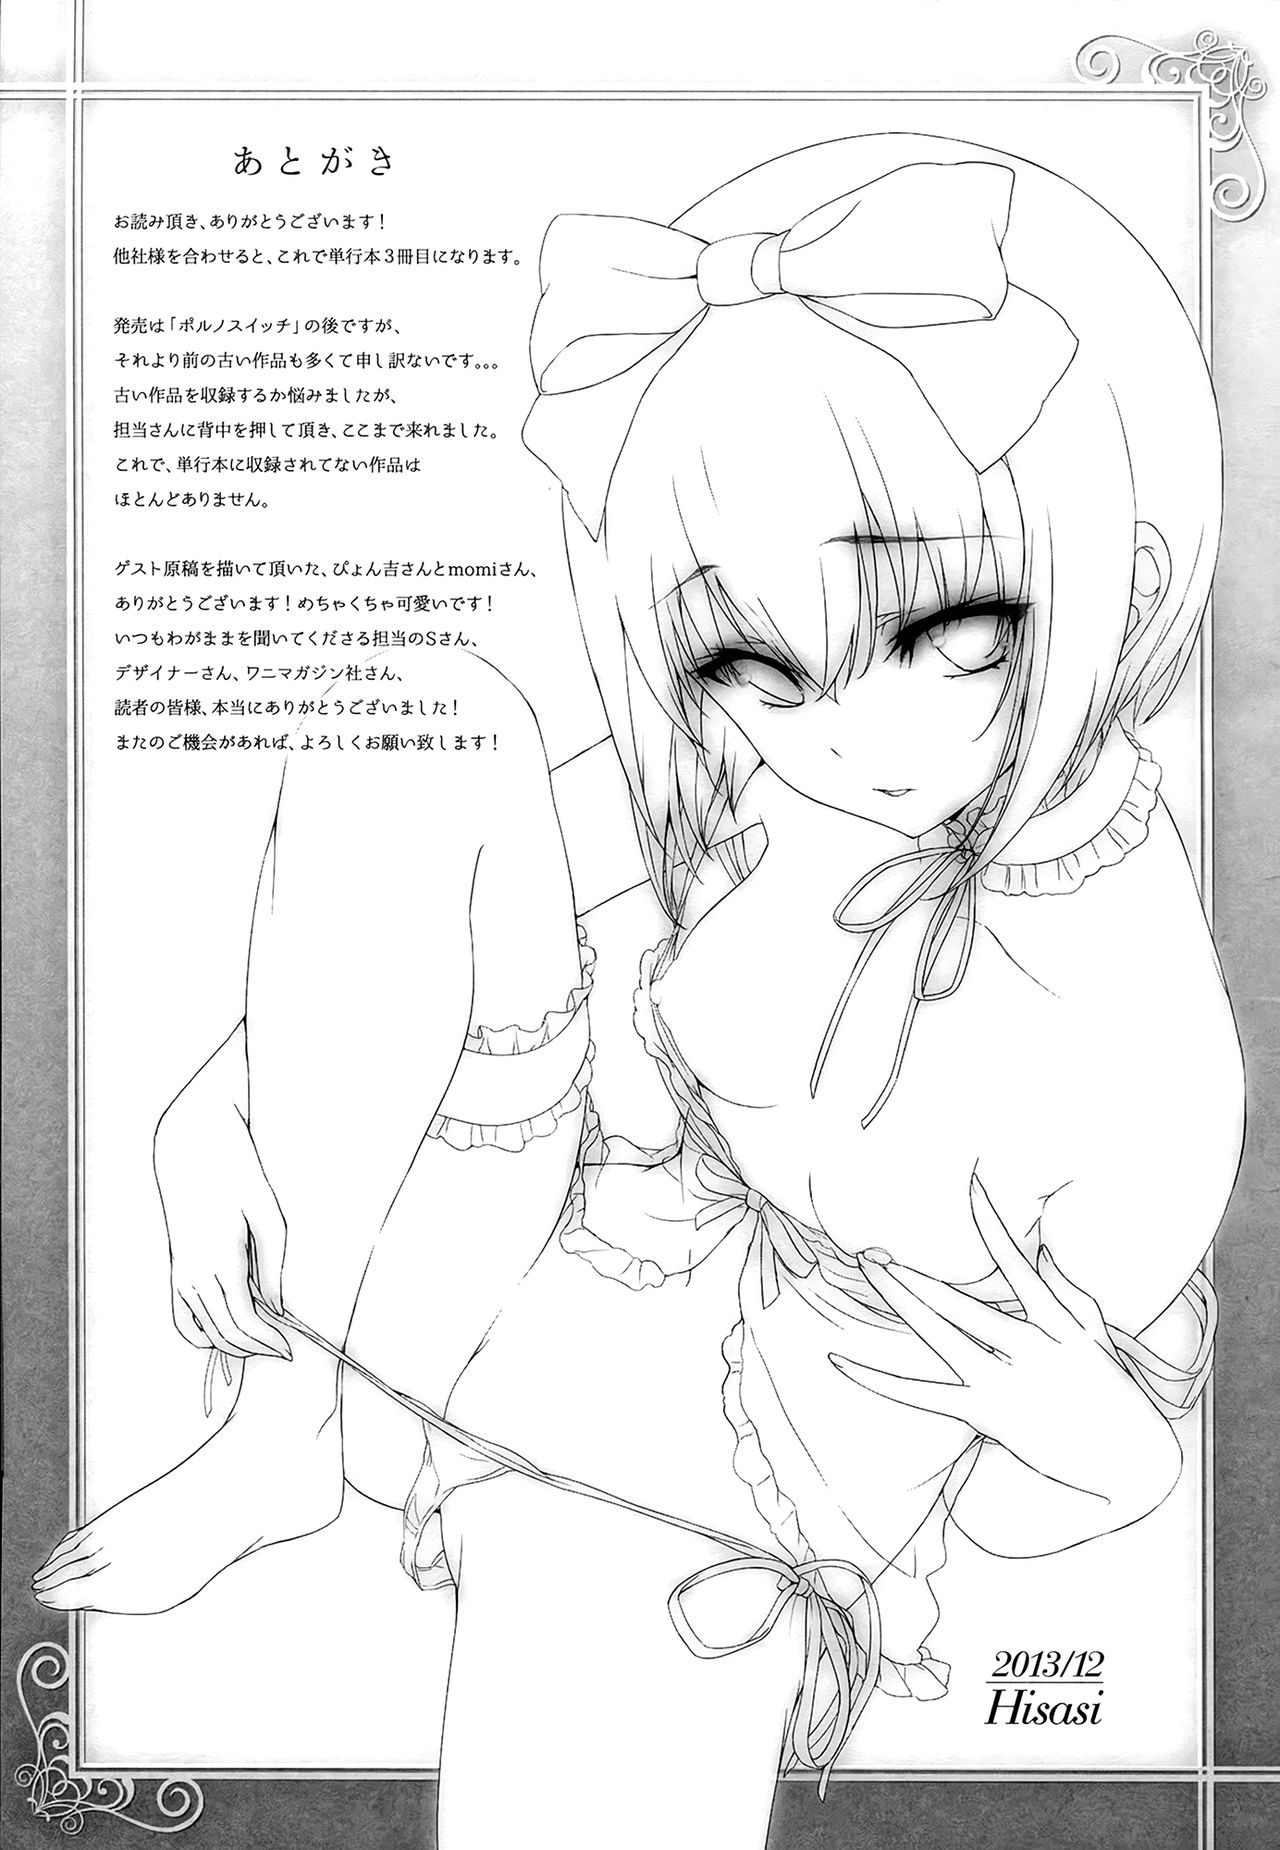 あとがき
お読み頂き、ありがとうございます！
他社様を合わせると、これで単行本３冊目になります。
発売は「ポルノスイッチ」の後ですが、
それより前の古い作品も多くて申し訳ないです。。。
古い作品を収録するか悩みましたが、
担当さんに背中を押して頂き、ここまで来れました。
これで、単行本に収録されてない作品は
ほとんどありません。
ゲスト原稿を描いて頂いた、ぴょん吉さんとmomiさん、
ありがとうございます！めちゃくちゃ可愛いです！
いつもわがままを聞いてくださる担当のSさん、
デザイナーさん、ワニマガジン社さん、
読者の皆様、本当にありがとうございました！
またのご機会があれば、よろしくお願い致します！
2013/12
Hisasi